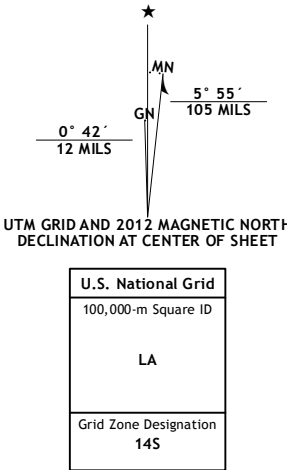 ★
MN
GN
5° 55´
105 MILS
0° 42´
12 MILS
UTM GRID AND 2012 MAGNETIC NORTH
DECLINATION AT CENTER OF SHEET
U.S. National Grid
100,000-m Square ID
LA
Grid Zone Designation
14S